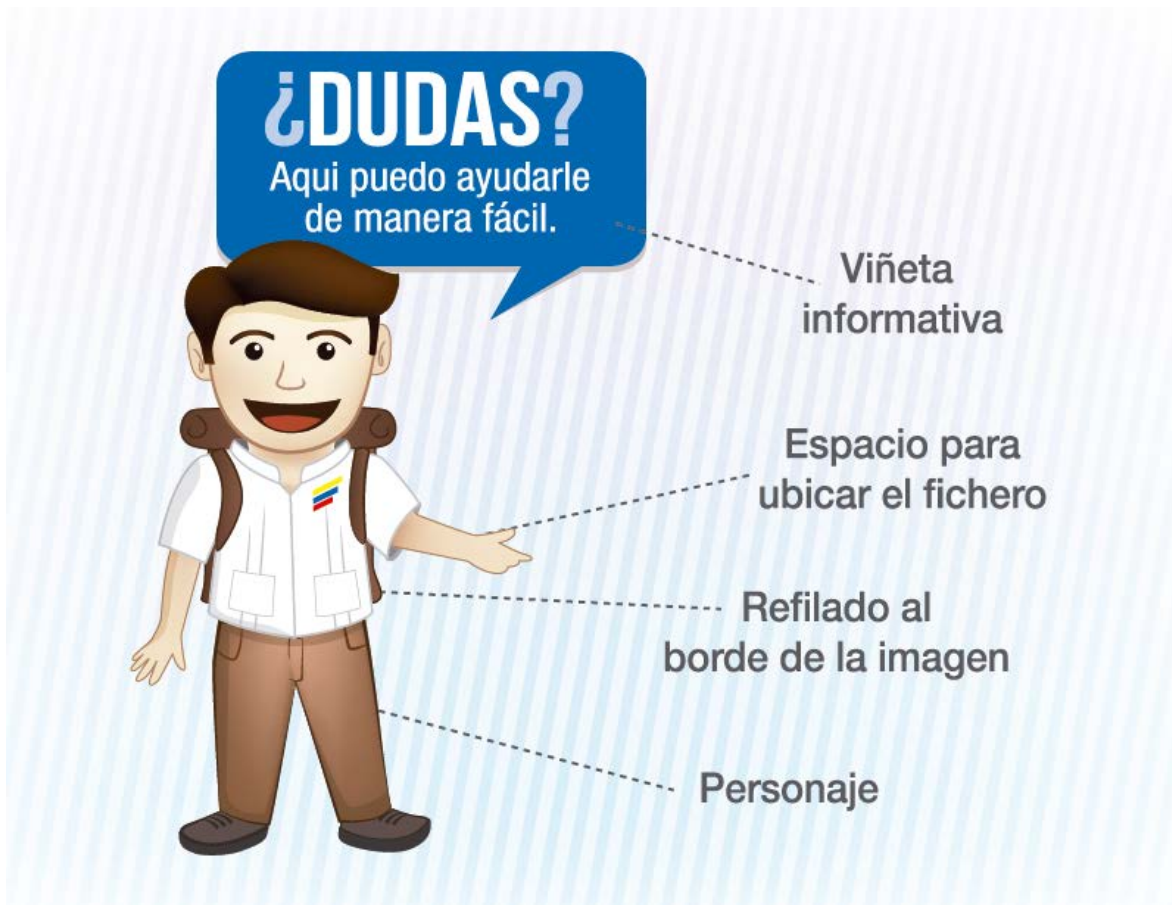 ¿DUDAS?
Aqui puedo ayudarle
de manera fácil.
Viñeta
informativa
Espacio para
ubicar el fichero
Refilado al
borde de la imagen
Personaje